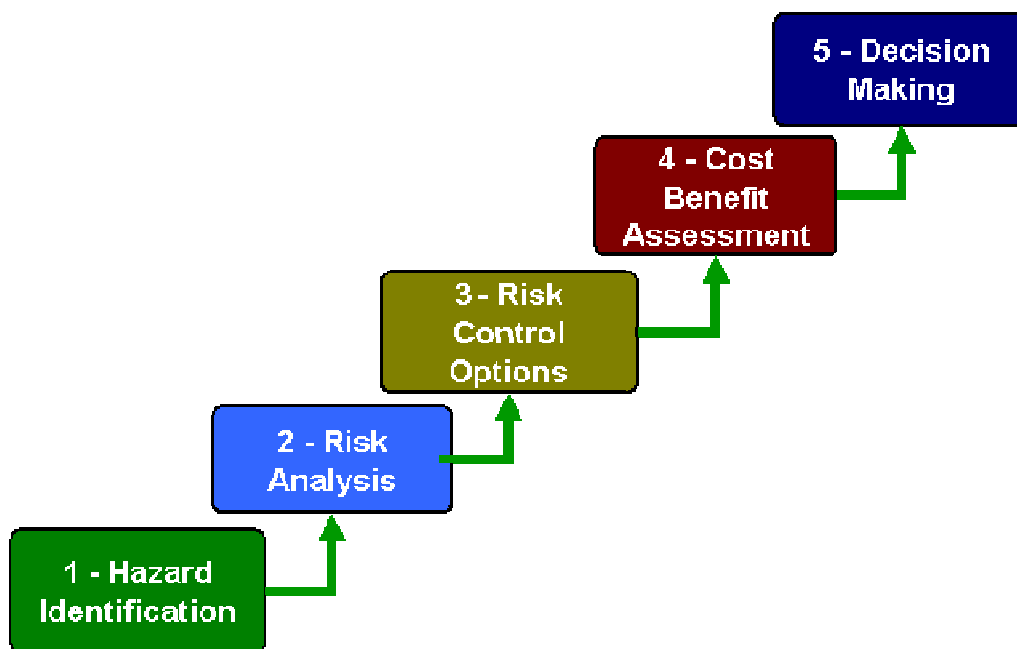 5 - Decision
Making
4 - Cost
Benefit
Assessment
3 - Risk
Control
Options
2 - Risk
Analysis
1 - Hazard
Identification